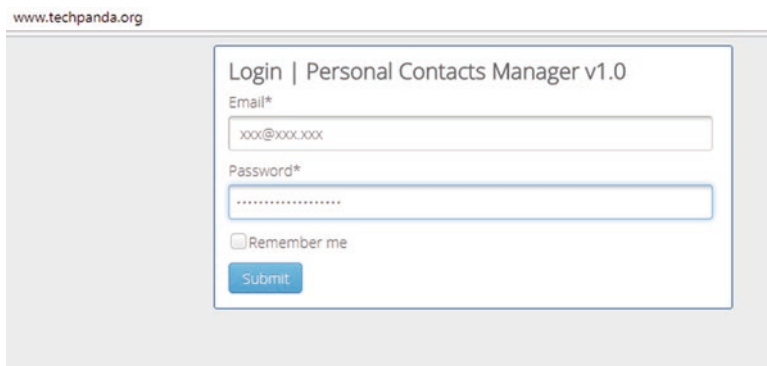 www.techpanda.org
Login | Personal Contacts Manager v1.0
Email*
xxx@xxx.xxx
Password*
•••••••••••••••••••
Remember me
Submit